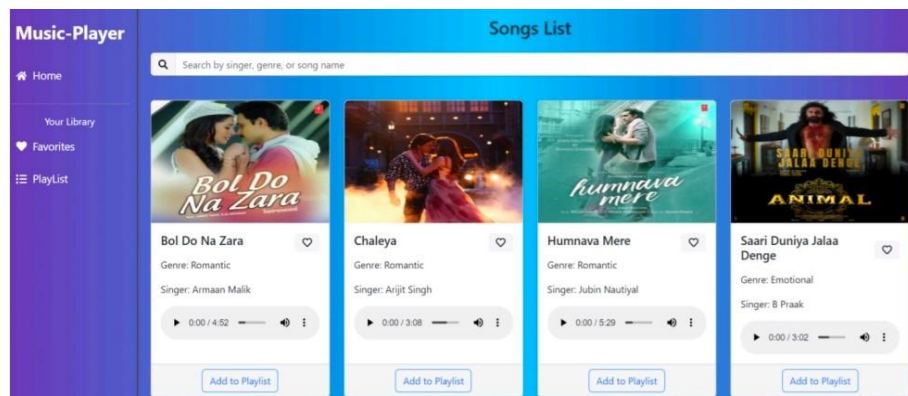 Music-Player
Home
Your Library
Favorites
PlayList
Songs List
Search by singer, genre, or song name
Bol Do
Na Zara
Bol Do Na Zara
Genre: Romantic
Singer: Armaan Malik
0:00 / 4:52
Add to Playlist
Chaleya
Genre: Romantic
Singer: Arijit Singh
0:00 / 3:08
Add to Playlist
humnava
mere
Humnava Mere
Genre: Romantic
Singer: Jubin Nautiyal
0:00 / 5:29
Add to Playlist
SAARI DUNIYA
JALAA DENGE
ANIMAL
Saari Duniya Jalaa
Denge
Genre: Emotional
Singer: B Praak
0:00 / 3:02
Add to Playlist